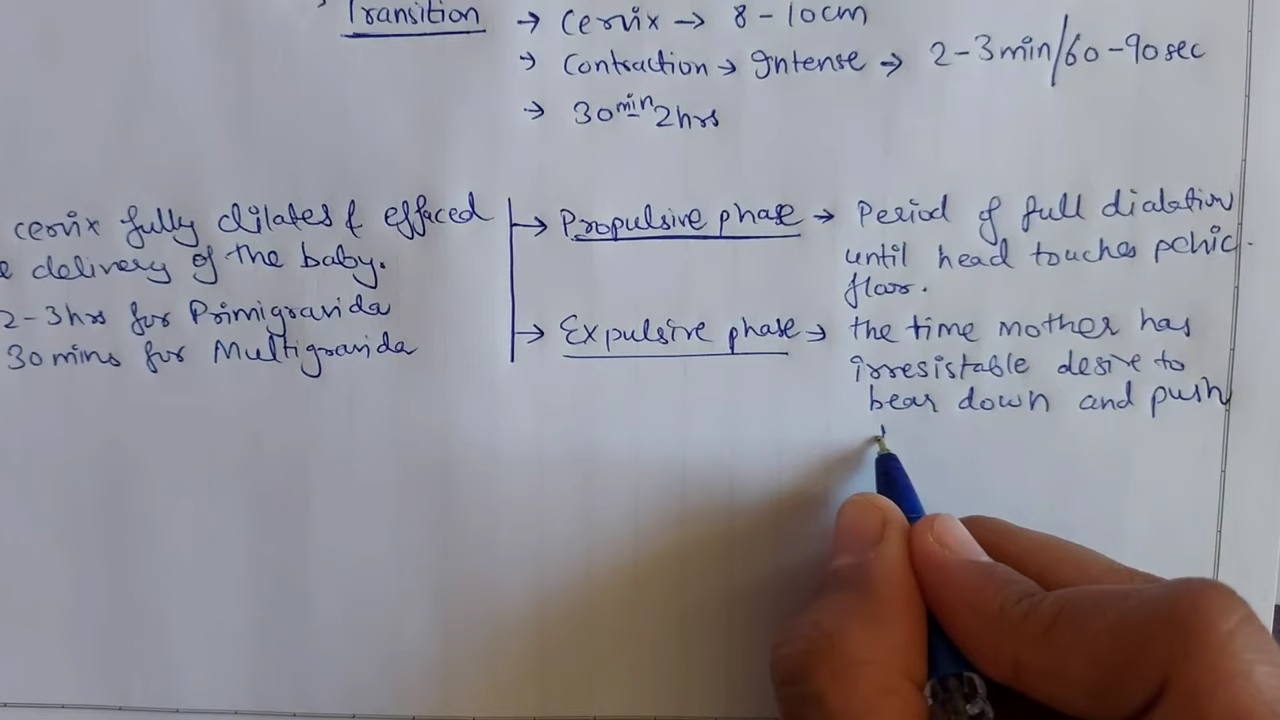 Transition → Cervix → 8-10cm
→ Contraction → Intense → 2-3min/60-90sec
→ 30min 2hrs
cervix fully dilates & effaced
e delivery of the baby.
2-3hrs for Primigravida
30mins for Multigravida
→ Propulsive phase → Period of full dialation
until head touches pelvic
floor.
→ Expulsive phase → the time mother has
irresistable desire to
bear down and push